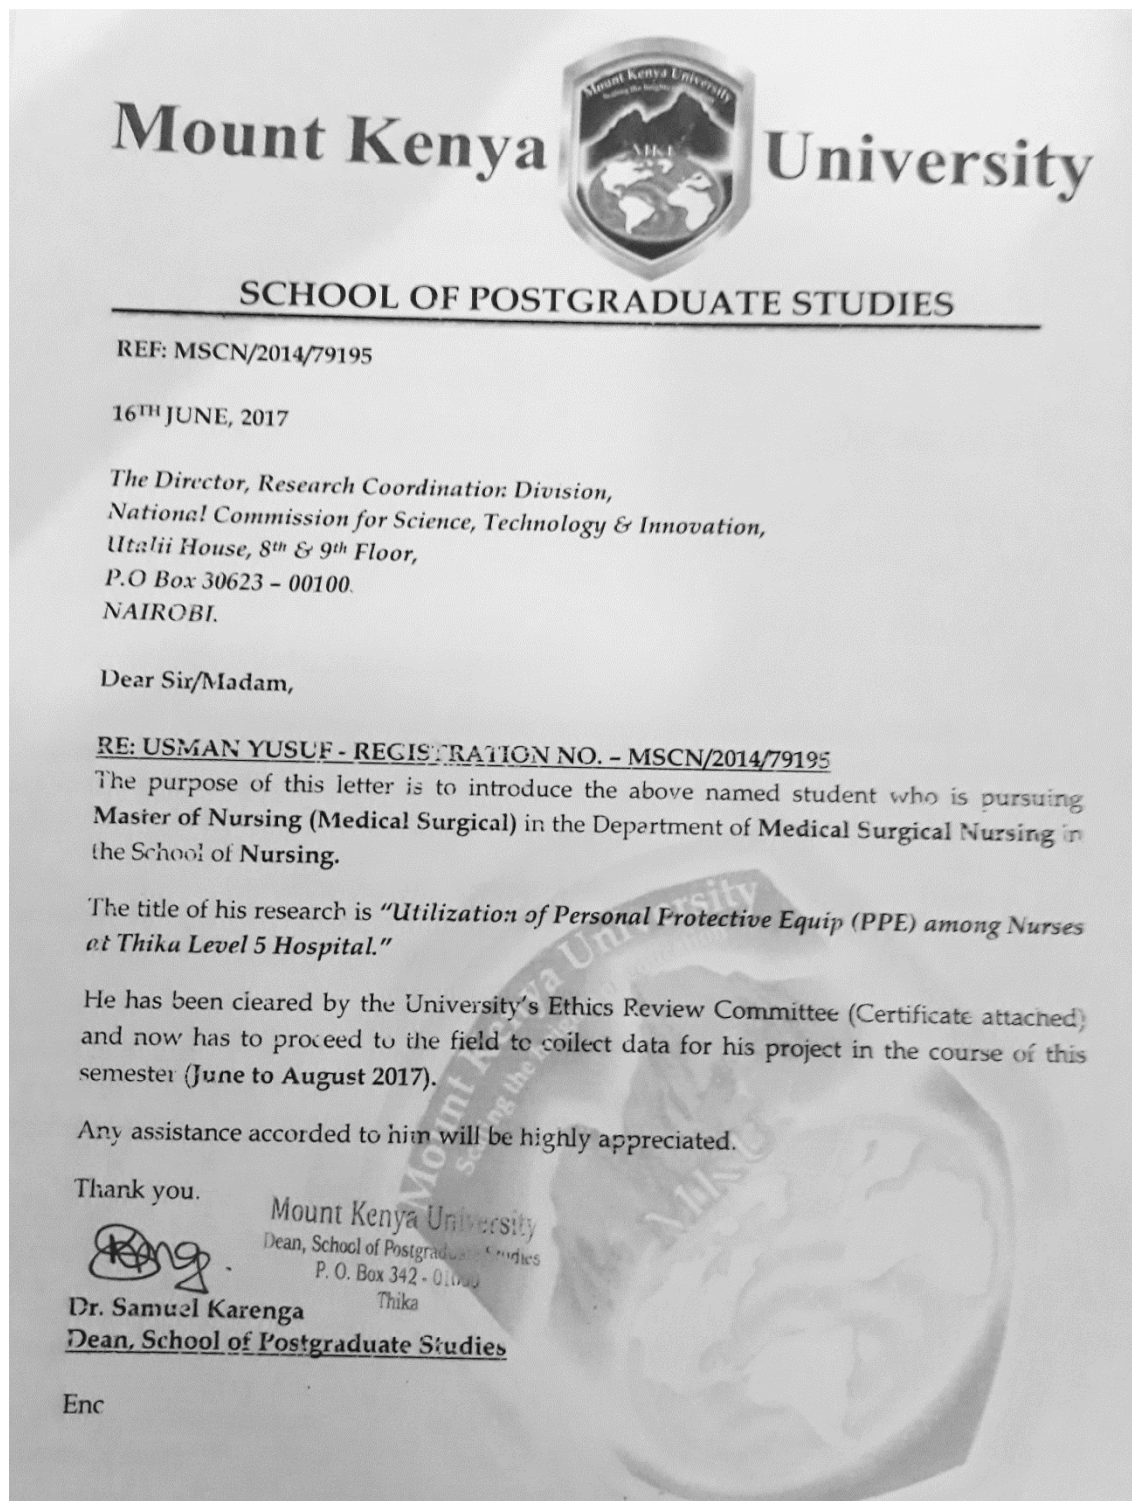 Mount Kenya University
Mount Kenya University
MKU
SCHOOL OF POSTGRADUATE STUDIES
REF: MSCN/2014/79195
16TH JUNE, 2017
The Director, Research Coordination Division,
National Commission for Science, Technology & Innovation,
Utalii House, 8th & 9th Floor,
P.O Box 30623 – 00100.
NAIROBI.
Dear Sir/Madam,
RE: USMAN YUSUF - REGISTRATION NO. – MSCN/2014/79195
The purpose of this letter is to introduce the above named student who is pursuing
Master of Nursing (Medical Surgical) in the Department of Medical Surgical Nursing in
the School of Nursing.
The title of his research is “Utilization of Personal Protective Equip (PPE) among Nurses
at Thika Level 5 Hospital.”
He has been cleared by the University’s Ethics Review Committee (Certificate attached)
and now has to proceed to the field to collect data for his project in the course of this
semester (June to August 2017).
Any assistance accorded to him will be highly appreciated.
Thank you.
Mount Kenya University
Dean, School of Postgraduate Studies
P. O. Box 342 -
Thika
Dr. Samuel Karenga
Dean, School of Postgraduate Studies
Enc
Mount Kenya University
MKU